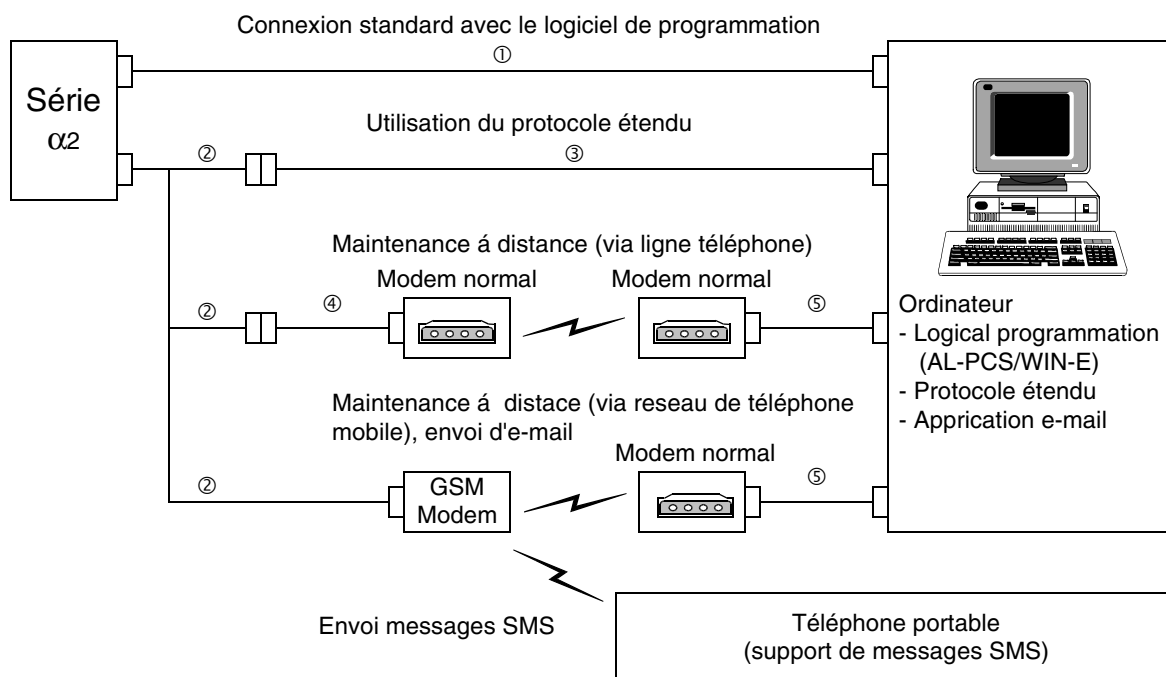 Connexion standard avec le logiciel de programmation
①
Série
α2
Utilisation du protocole étendu
②
③
Maintenance á distance (via ligne téléphone)
Modem normal
Modem normal
②
④
⑤
Ordinateur
- Logical programmation
(AL-PCS/WIN-E)
- Protocole étendu
- Apprication e-mail
Maintenance á distace (via reseau de téléphone
mobile), envoi d'e-mail
Modem normal
②
GSM
Modem
⑤
Envoi messages SMS
Téléphone portable
(support de messages SMS)